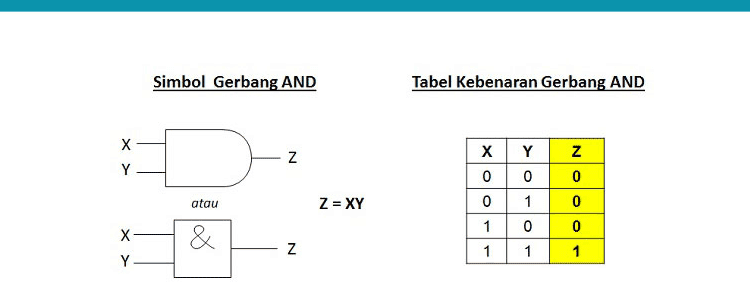 Simbol Gerbang AND
X
Y
Z
atau
Z = XY
X
Y
&
Z
Tabel Kebenaran Gerbang AND
X Y Z
0 0 0
0 1 0
1 0 0
1 1 1